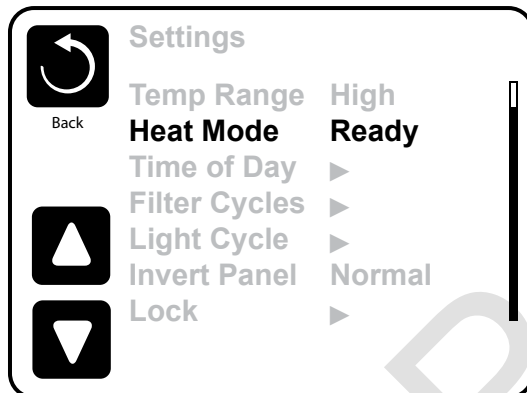 Settings
Back
Temp Range High
Heat Mode Ready
Time of Day ▶
Filter Cycles ▶
Light Cycle ▶
Invert Panel Normal
Lock ▶